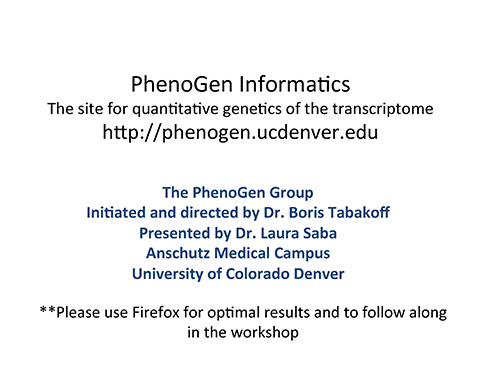 PhenoGen Informatics
The site for quantitative genetics of the transcriptome
http://phenogen.ucdenver.edu
The PhenoGen Group
Initiated and directed by Dr. Boris Tabakoff
Presented by Dr. Laura Saba
Anschutz Medical Campus
University of Colorado Denver
**Please use Firefox for optimal results and to follow along
in the workshop